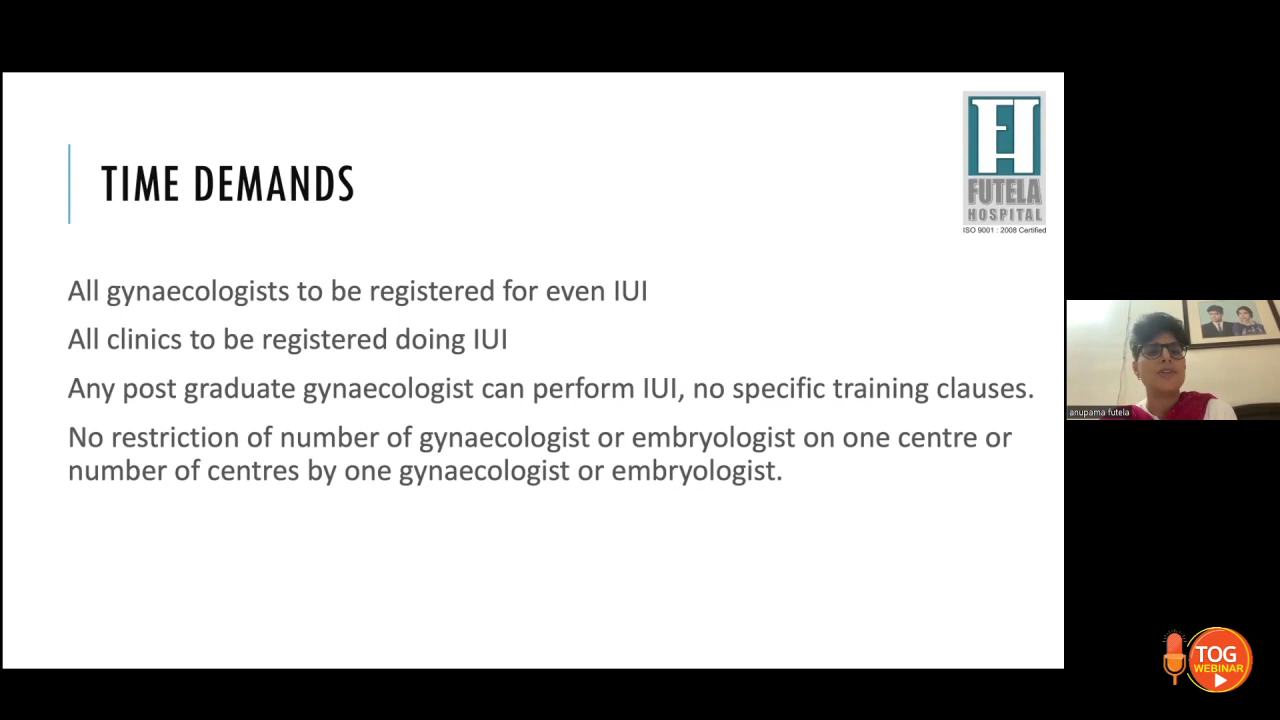 TIME DEMANDS
FUTELA
HOSPITAL
ISO 9001 : 2008 Certified
All gynaecologists to be registered for even IUI
All clinics to be registered doing IUI
Any post graduate gynaecologist can perform IUI, no specific training clauses.
No restriction of number of gynaecologist or embryologist on one centre or
number of centres by one gynaecologist or embryologist.
anupama futela
TOG
WEBINAR